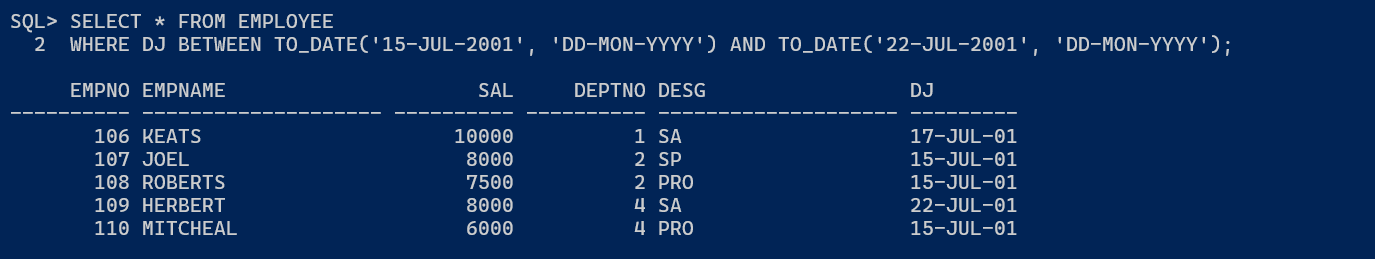 SQL> SELECT * FROM EMPLOYEE
  2  WHERE DJ BETWEEN TO_DATE('15-JUL-2001', 'DD-MON-YYYY') AND TO_DATE('22-JUL-2001', 'DD-MON-YYYY');
     EMPNO EMPNAME                     SAL     DEPTNO DESG                 DJ
---------- -------------------- ---------- ---------- -------------------- ---------
       106 KEATS                     10000          1 SA                   17-JUL-01
       107 JOEL                       8000          2 SP                   15-JUL-01
       108 ROBERTS                    7500          2 PRO                  15-JUL-01
       109 HERBERT                    8000          4 SA                   22-JUL-01
       110 MITCHEAL                   6000          4 PRO                  15-JUL-01